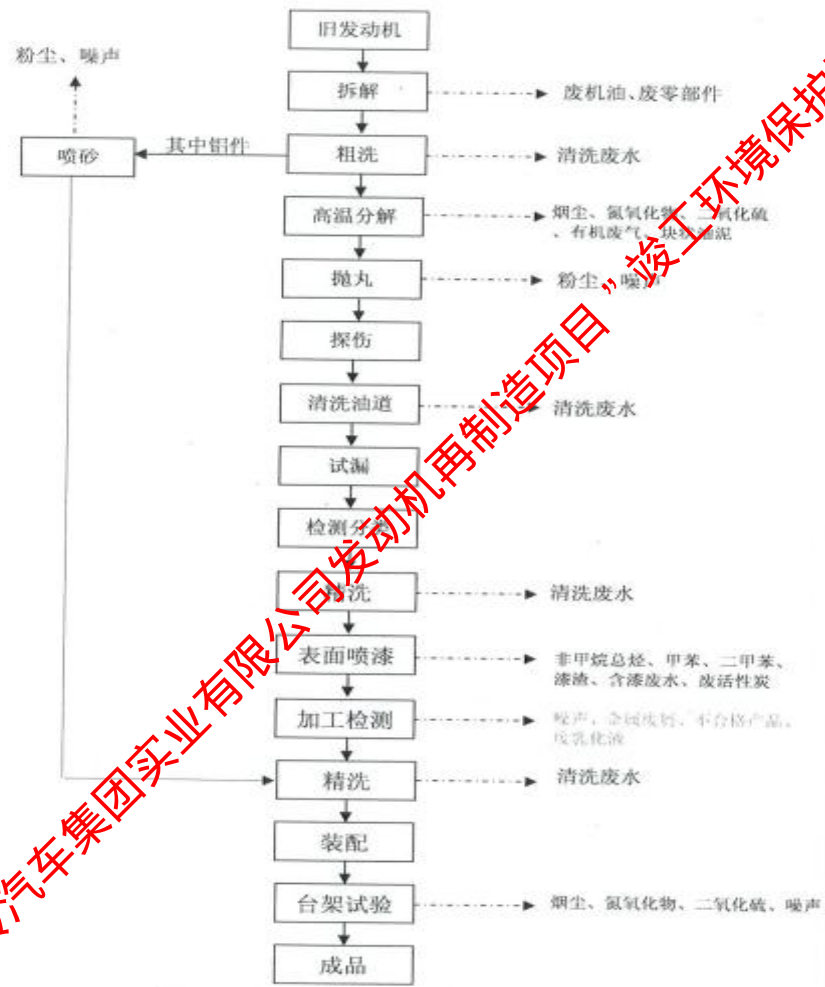 旧发动机
粉尘、噪声
拆解
废机油、废零部件
喷砂
其中铝件
粗洗
清洗废水
高温分解
烟尘、氮氧化物、二氧化硫
、有机废气、块状油泥
抛丸
粉尘、噪声
探伤
清洗油道
清洗废水
试漏
检测分类
精洗
清洗废水
表面喷漆
非甲烷总烃、甲苯、二甲苯、
漆渣、含漆废水、废活性炭
加工检测
噪声、金属废屑、不合格产品、
废乳化液
精洗
清洗废水
装配
台架试验
烟尘、氮氧化物、二氧化硫、噪声
成品
汽车集团实业有限公司发动机再制造项目”竣工环境保护